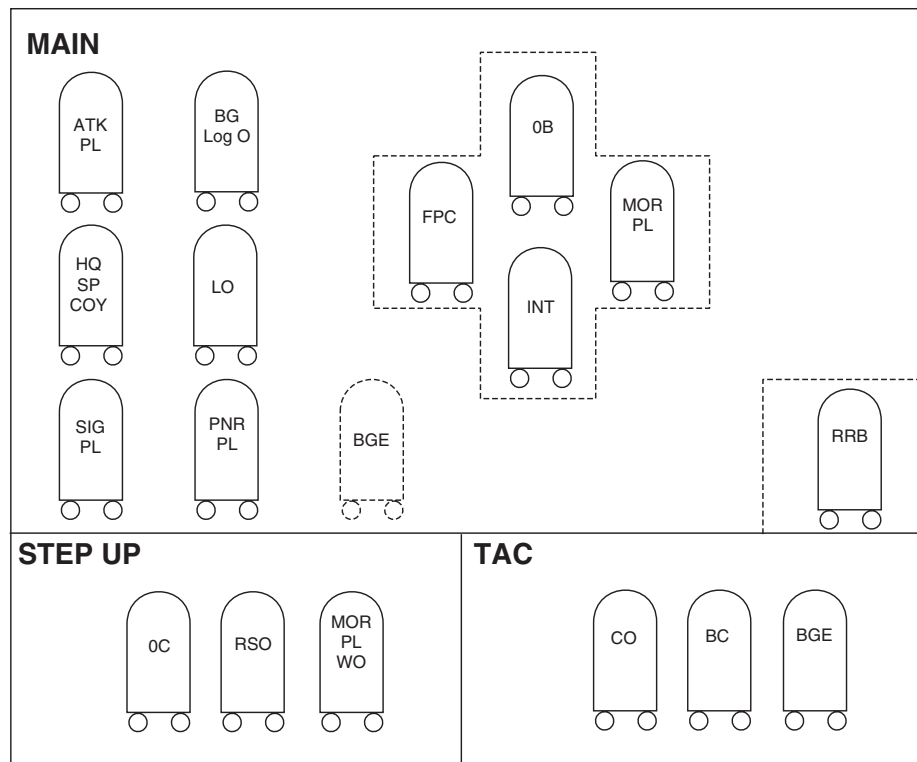 MAIN
ATK
PL
BG
Log O
0B
FPC
MOR
PL
HQ
SP
COY
LO
INT
SIG
PL
PNR
PL
BGE
RRB
STEP UP
0C
RSO
MOR
PL
WO
TAC
CO
BC
BGE